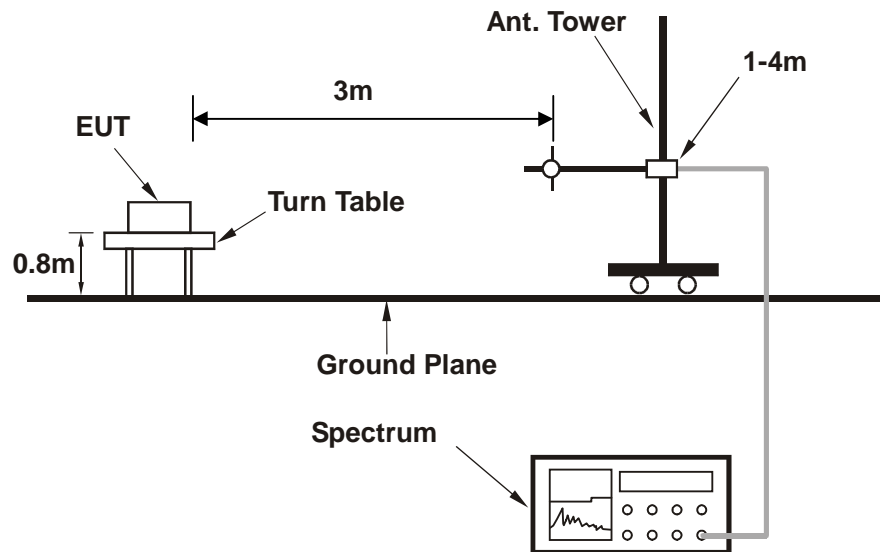 Ant. Tower
1-4m
3m
EUT
Turn Table
0.8m
Ground Plane
Spectrum